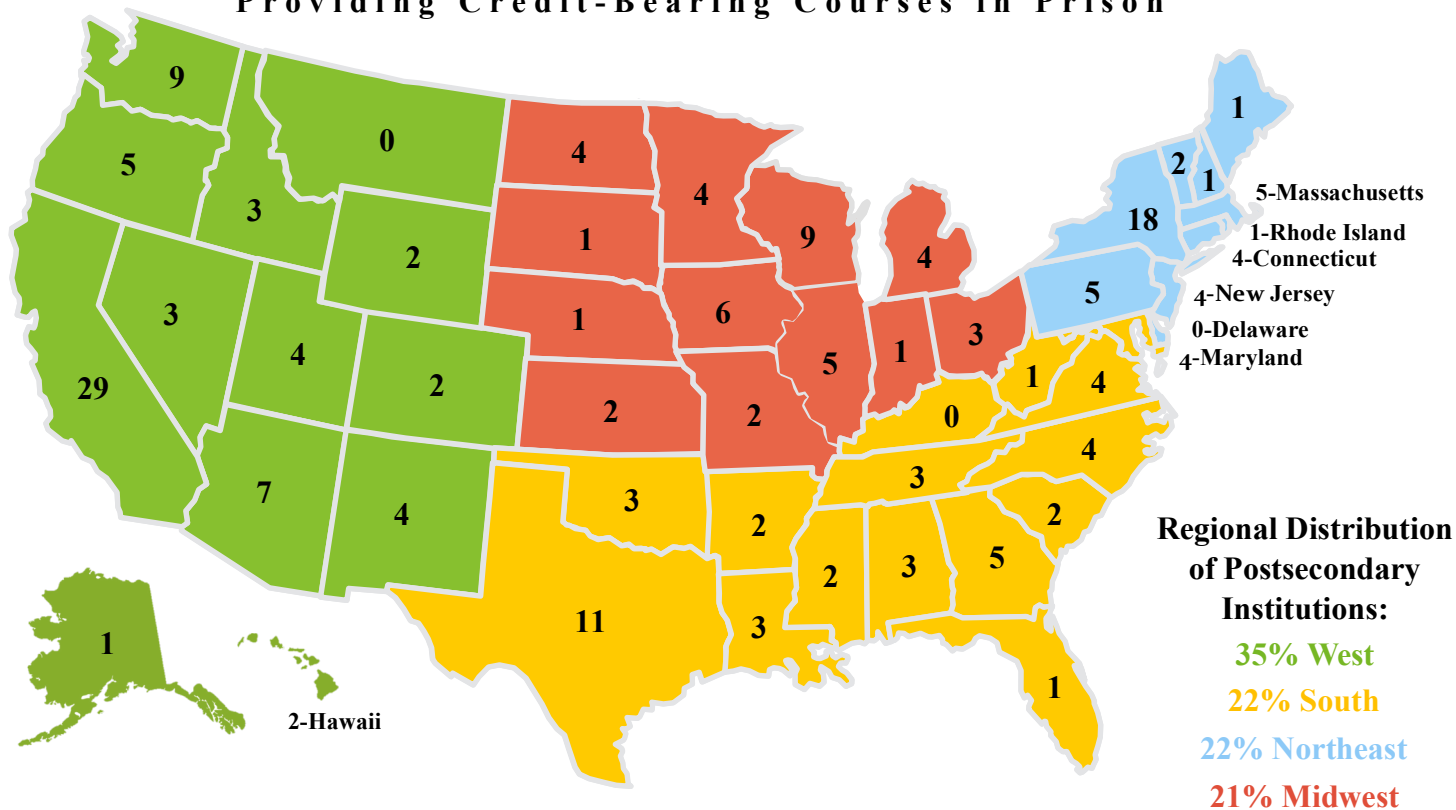 Providing Credit-Bearing Courses in Prison
9
0
5
3
2
3
4
2
29
7
4
4
4
1
9
4
1
6
5
1
3
2
2
1
2
1
18
5
5-Massachusetts
1-Rhode Island
4-Connecticut
4-New Jersey
0-Delaware
4-Maryland
1
4
0
4
3
3
2
2
2
3
5
11
3
1
1
2-Hawaii
Regional Distribution
of Postsecondary
Institutions:
35% West
22% South
22% Northeast
21% Midwest